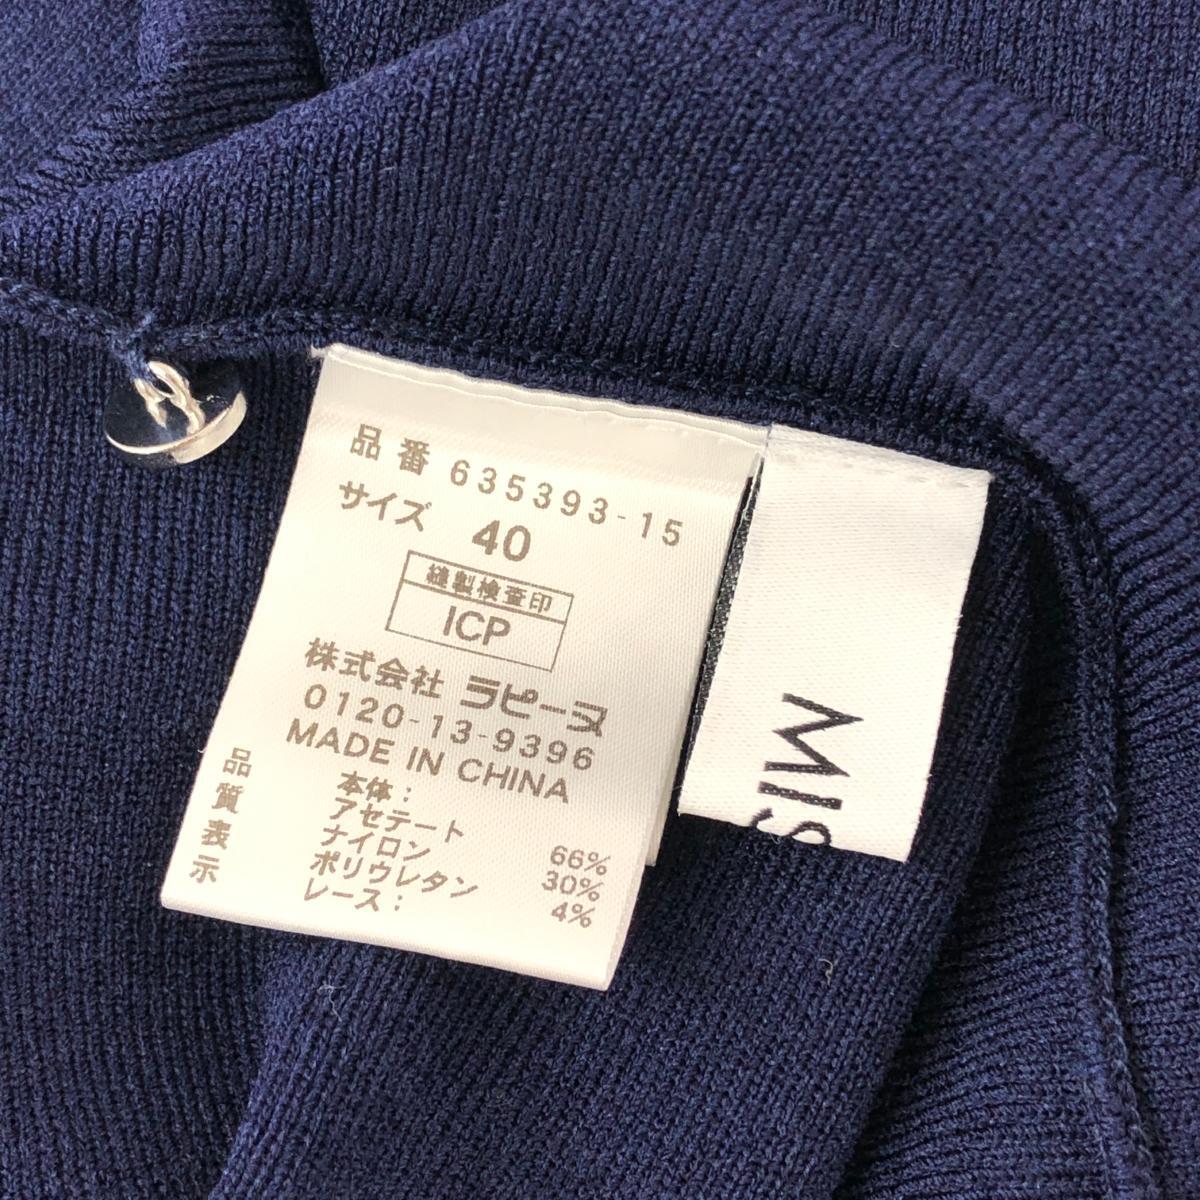 品番 635393-15
サイズ 40
縫製検査印
ICP
株式会社 ラピーヌ
0120-13-9396
MADE IN CHINA
品質表示
本体:
アセテート 66%
ナイロン 30%
ポリウレタン 4%
レース:
MIS